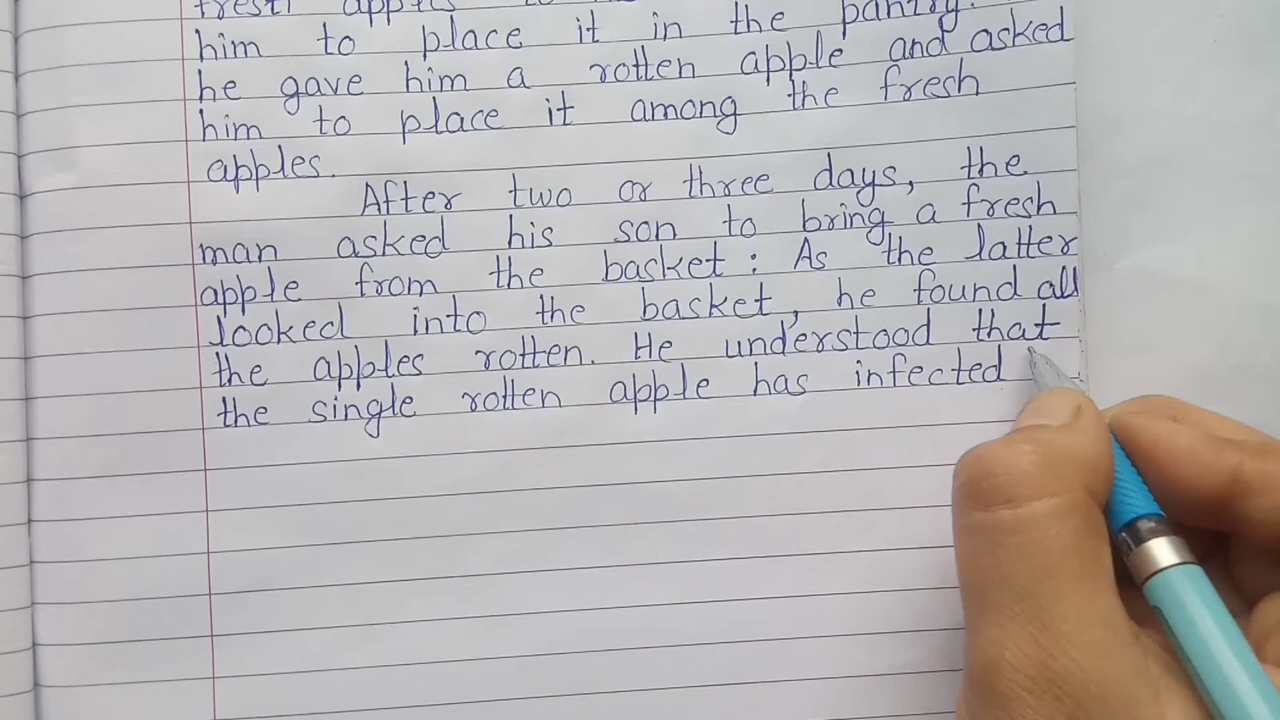 fresh apples to
him to place it in the pantry.
he gave him a rotten apple and asked
him to place it among the fresh
apples.
After two or three days, the
man asked his son to bring a fresh
apple from the basket: As the latter
looked into the basket, he found all
the apples rotten. He understood that
the single rotten apple has infected